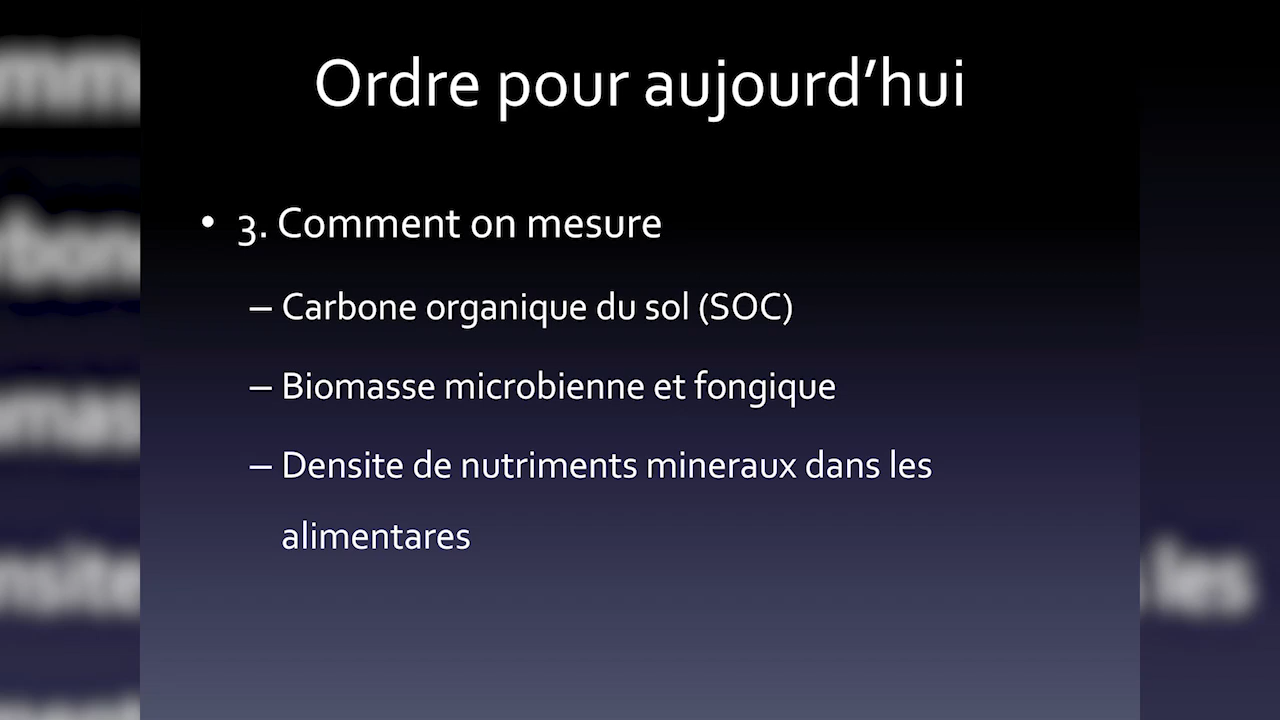 Ordre pour aujourd’hui
• 3. Comment on mesure
– Carbone organique du sol (SOC)
– Biomasse microbienne et fongique
– Densite de nutriments mineraux dans les
alimentares